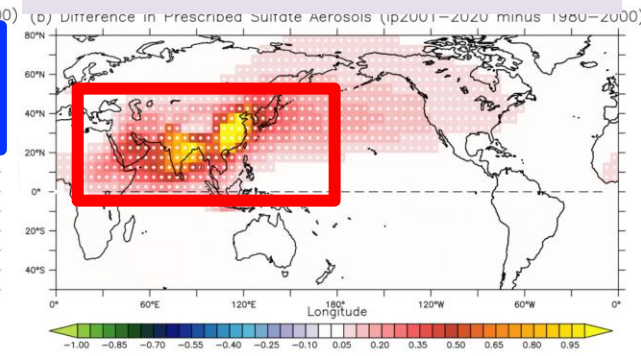 00) (b) Difference in Prescribed Sulfate Aerosols (ip2001−2020 minus 1980−2000)
80°N
60°N
40°N
20°N
0°
20°S
40°S
0° 60°E 120°E 180° 120°W 60°W 0°
Longitude
−1.00 −0.85 −0.70 −0.55 −0.40 −0.25 −0.10 0.05 0.20 0.35 0.50 0.65 0.80 0.95